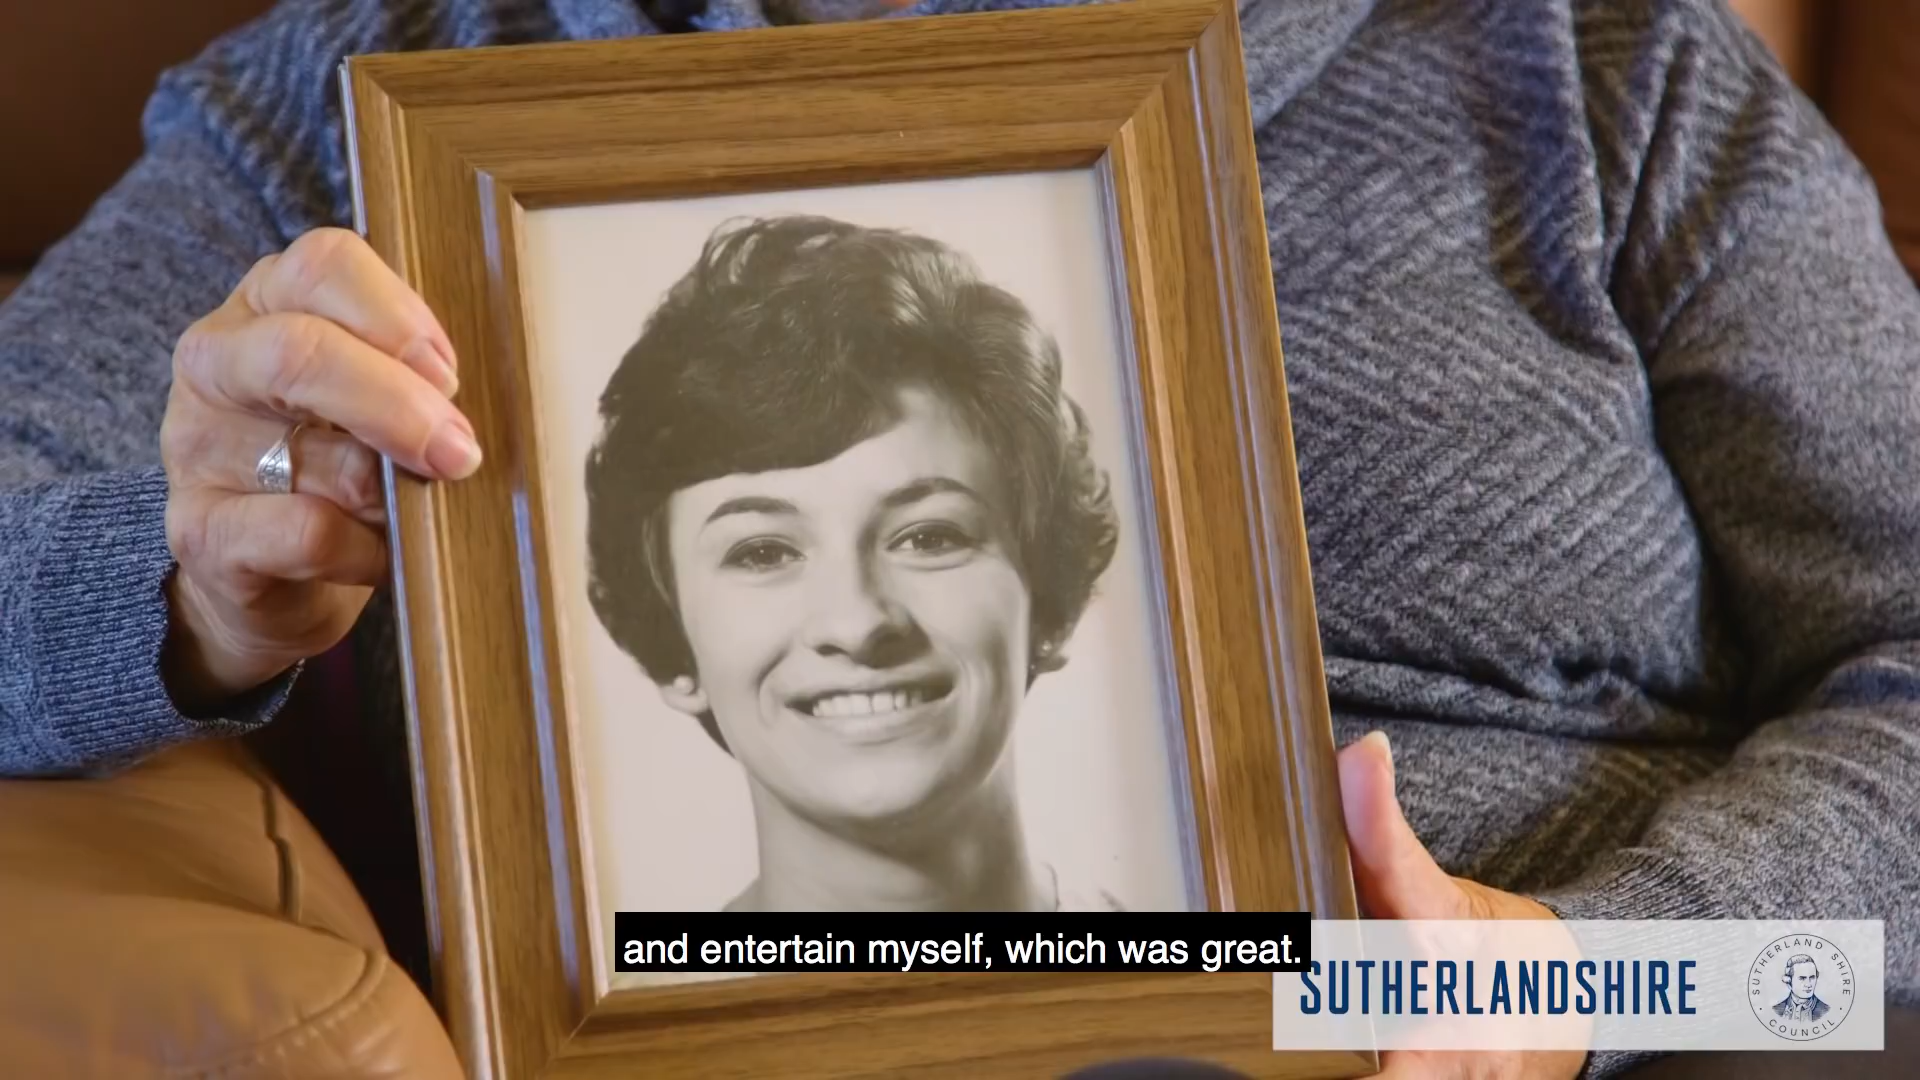 and entertain myself, which was great.
SUTHERLANDSHIRE
SUTHERLAND SHIRE
COUNCIL